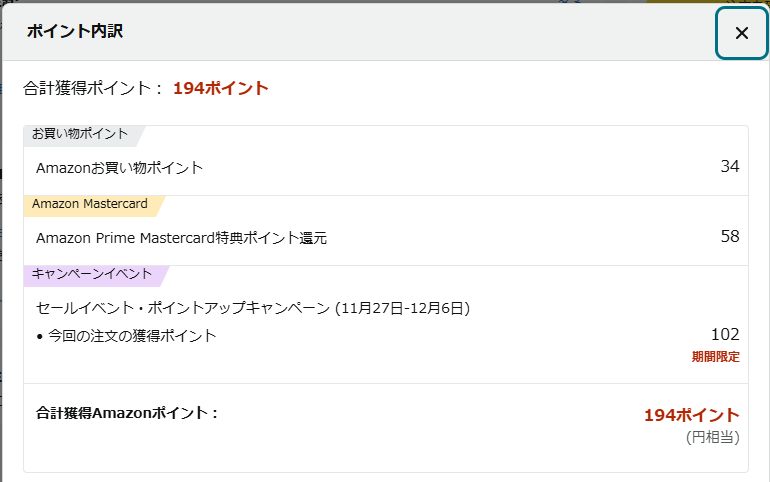 ポイント内訳
×
合計獲得ポイント： 194ポイント
お買い物ポイント
Amazonお買い物ポイント 34
Amazon Mastercard
Amazon Prime Mastercard特典ポイント還元 58
キャンペーンイベント
セールイベント・ポイントアップキャンペーン (11月27日-12月6日)
• 今回の注文の獲得ポイント 102
期間限定
合計獲得Amazonポイント： 194ポイント
(円相当)